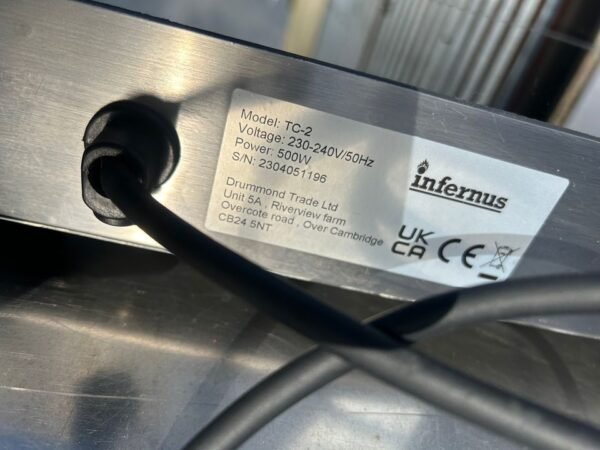 Model: TC-2
Voltage: 230-240V/50Hz
Power: 500W
S/N: 2304051196
Drummond Trade Ltd
Unit 5A , Riverview farm
Overcote road , Over Cambridge
CB24 5NT
infernus
UK
CA
CE